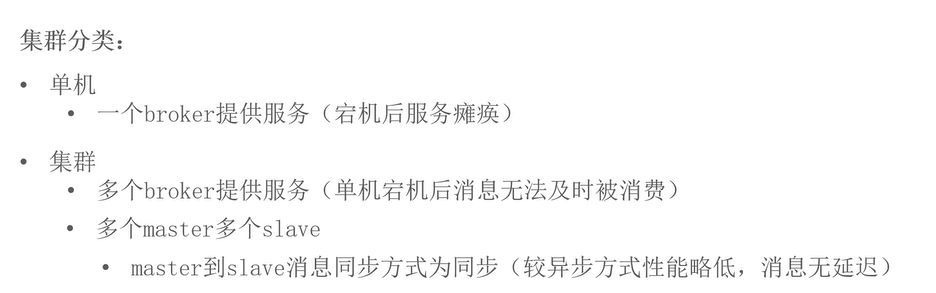 集群分类：
• 单机
• 一个broker提供服务（宕机后服务瘫痪）
• 集群
• 多个broker提供服务（单机宕机后消息无法及时被消费）
• 多个master多个slave
• master到slave消息同步方式为同步（较异步方式性能略低，消息无延迟）